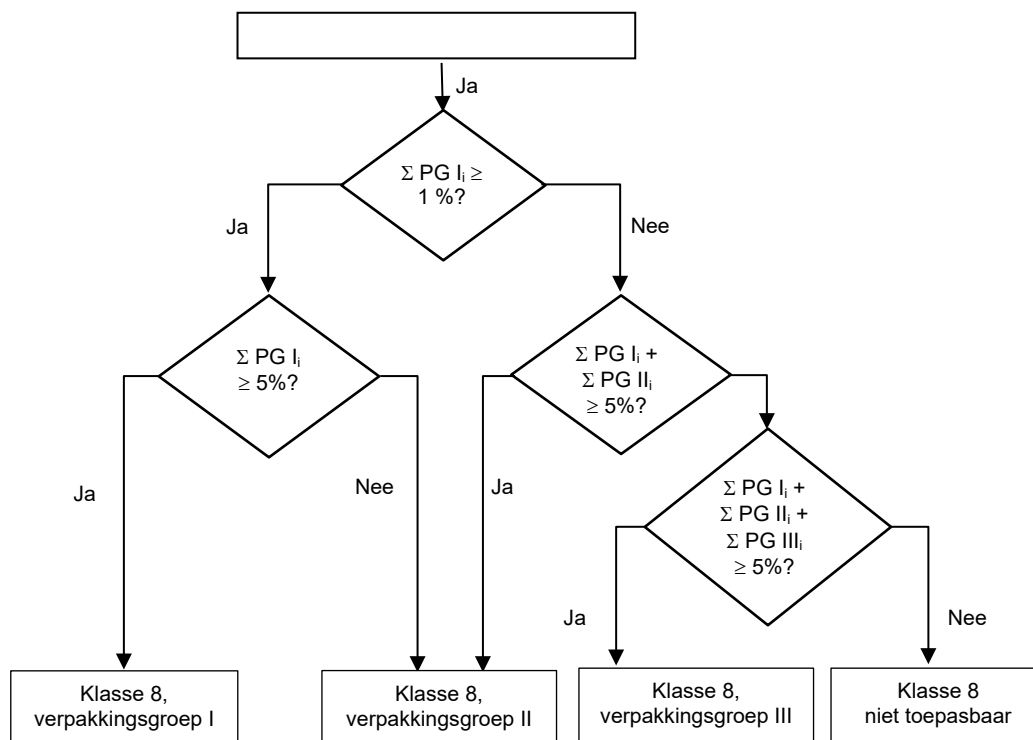 Ja
Σ PG Iᵢ ≥
1 %?
Ja
Nee
Σ PG Iᵢ
≥ 5%?
Σ PG Iᵢ +
Σ PG IIᵢ
≥ 5%?
Ja
Nee
Ja
Σ PG Iᵢ +
Σ PG IIᵢ +
Σ PG IIIᵢ
≥ 5%?
Ja
Nee
Klasse 8,
verpakkingsgroep I
Klasse 8,
verpakkingsgroep II
Klasse 8,
verpakkingsgroep III
Klasse 8
niet toepasbaar